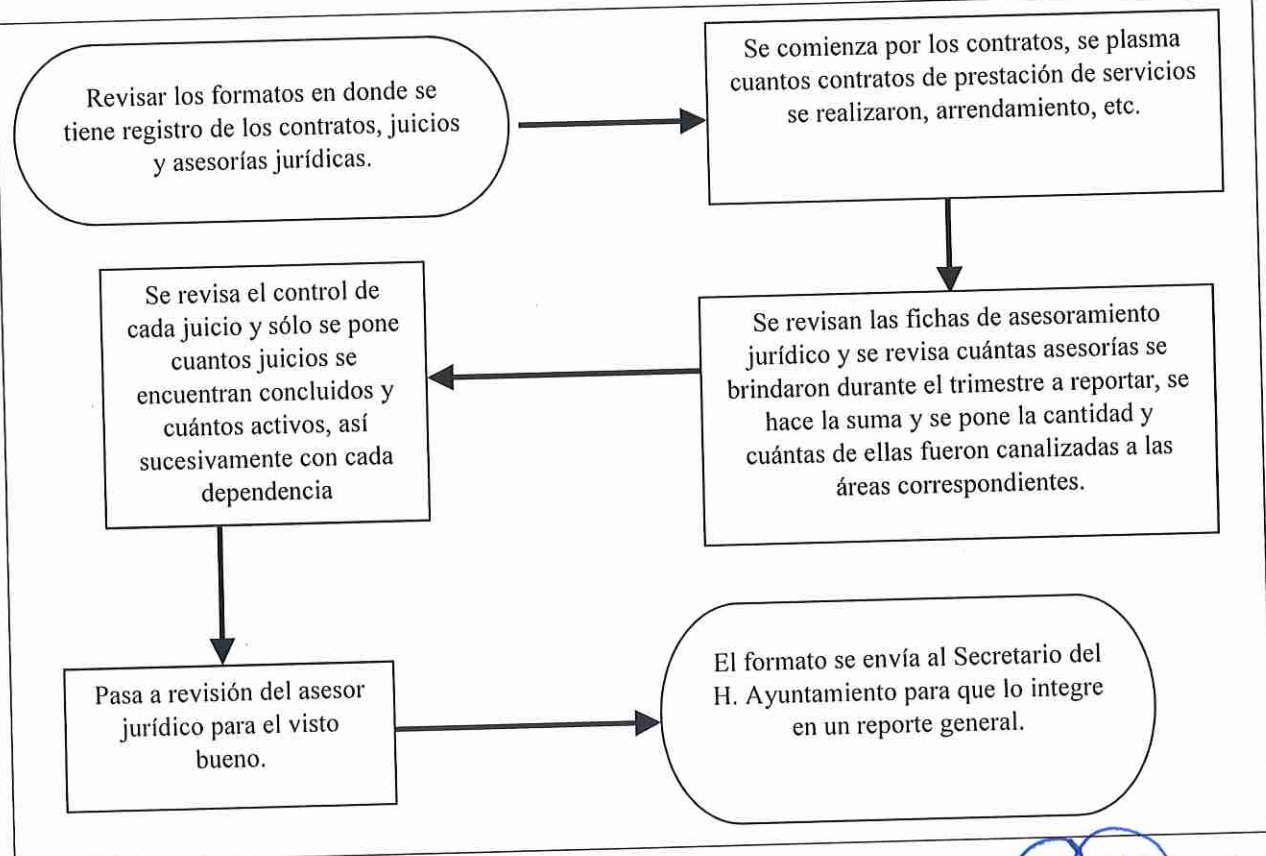 Revisar los formatos en donde se
tiene registro de los contratos, juicios
y asesorías jurídicas.
Se comienza por los contratos, se plasma
cuantos contratos de prestación de servicios
se realizaron, arrendamiento, etc.
Se revisan las fichas de asesoramiento
jurídico y se revisa cuántas asesorías se
brindaron durante el trimestre a reportar, se
hace la suma y se pone la cantidad y
cuántas de ellas fueron canalizadas a las
áreas correspondientes.
Se revisa el control de
cada juicio y sólo se pone
cuantos juicios se
encuentran concluidos y
cuántos activos, así
sucesivamente con cada
dependencia
Pasa a revisión del asesor
jurídico para el visto
bueno.
El formato se envía al Secretario del
H. Ayuntamiento para que lo integre
en un reporte general.